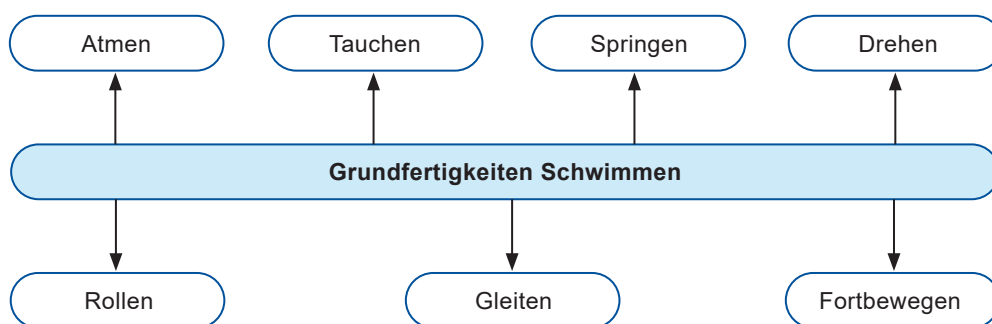 Atmen
Tauchen
Springen
Drehen
Grundfertigkeiten Schwimmen
Rollen
Gleiten
Fortbewegen